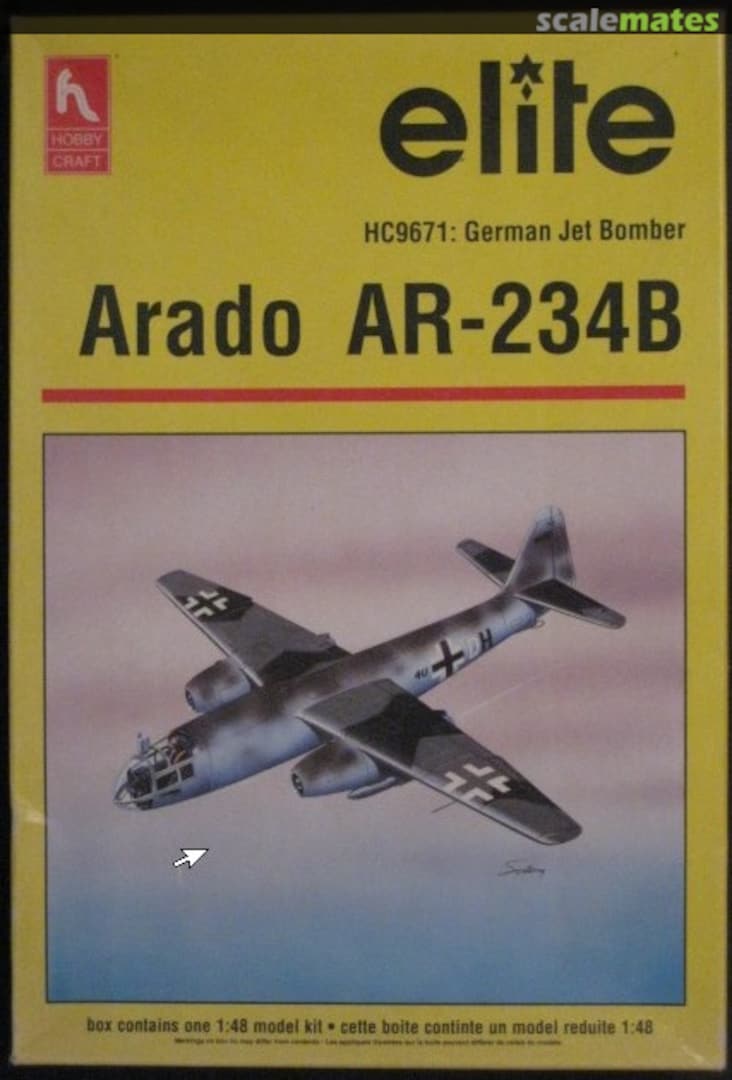 scalemates
HOBBY
CRAFT
elite
HC9671: German Jet Bomber
Arado AR-234B
4U DH
box contains one 1:48 model kit • cette boite continte un model reduite 1:48